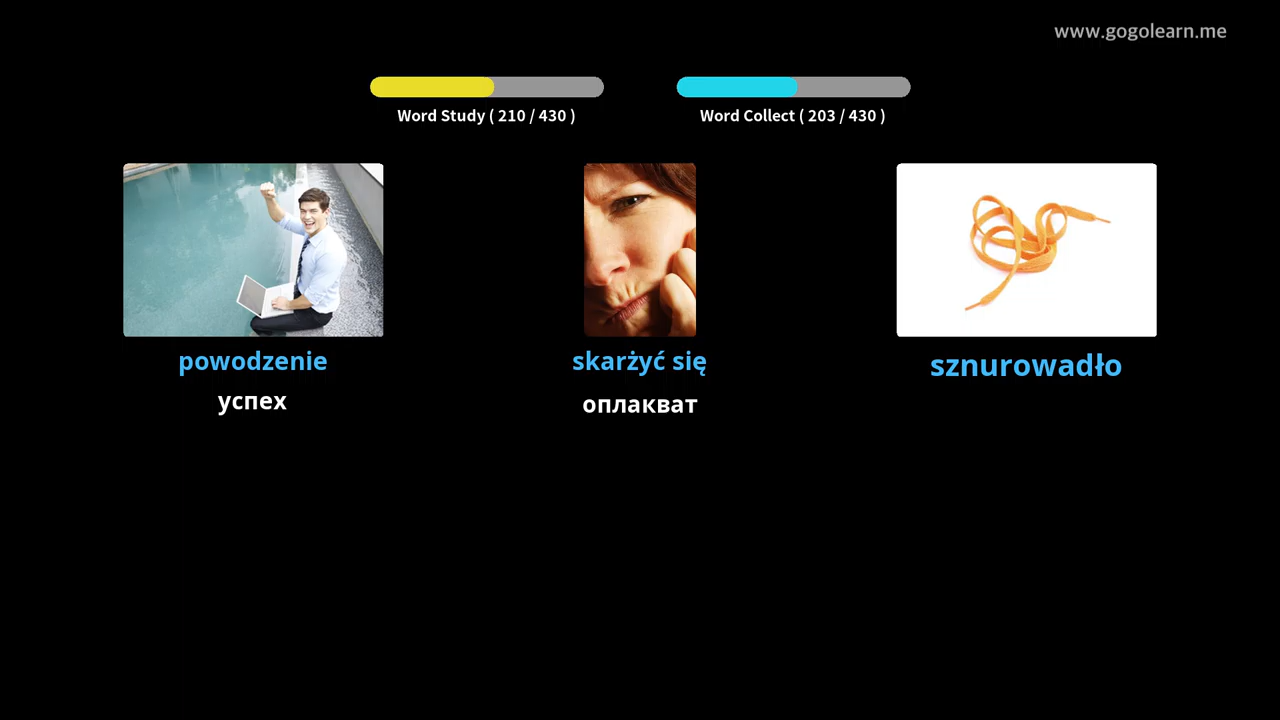 www.gogolearn.me
Word Study ( 210 / 430 )
Word Collect ( 203 / 430 )
powodzenie
успех
skarżyć się
оплакват
sznurowadło